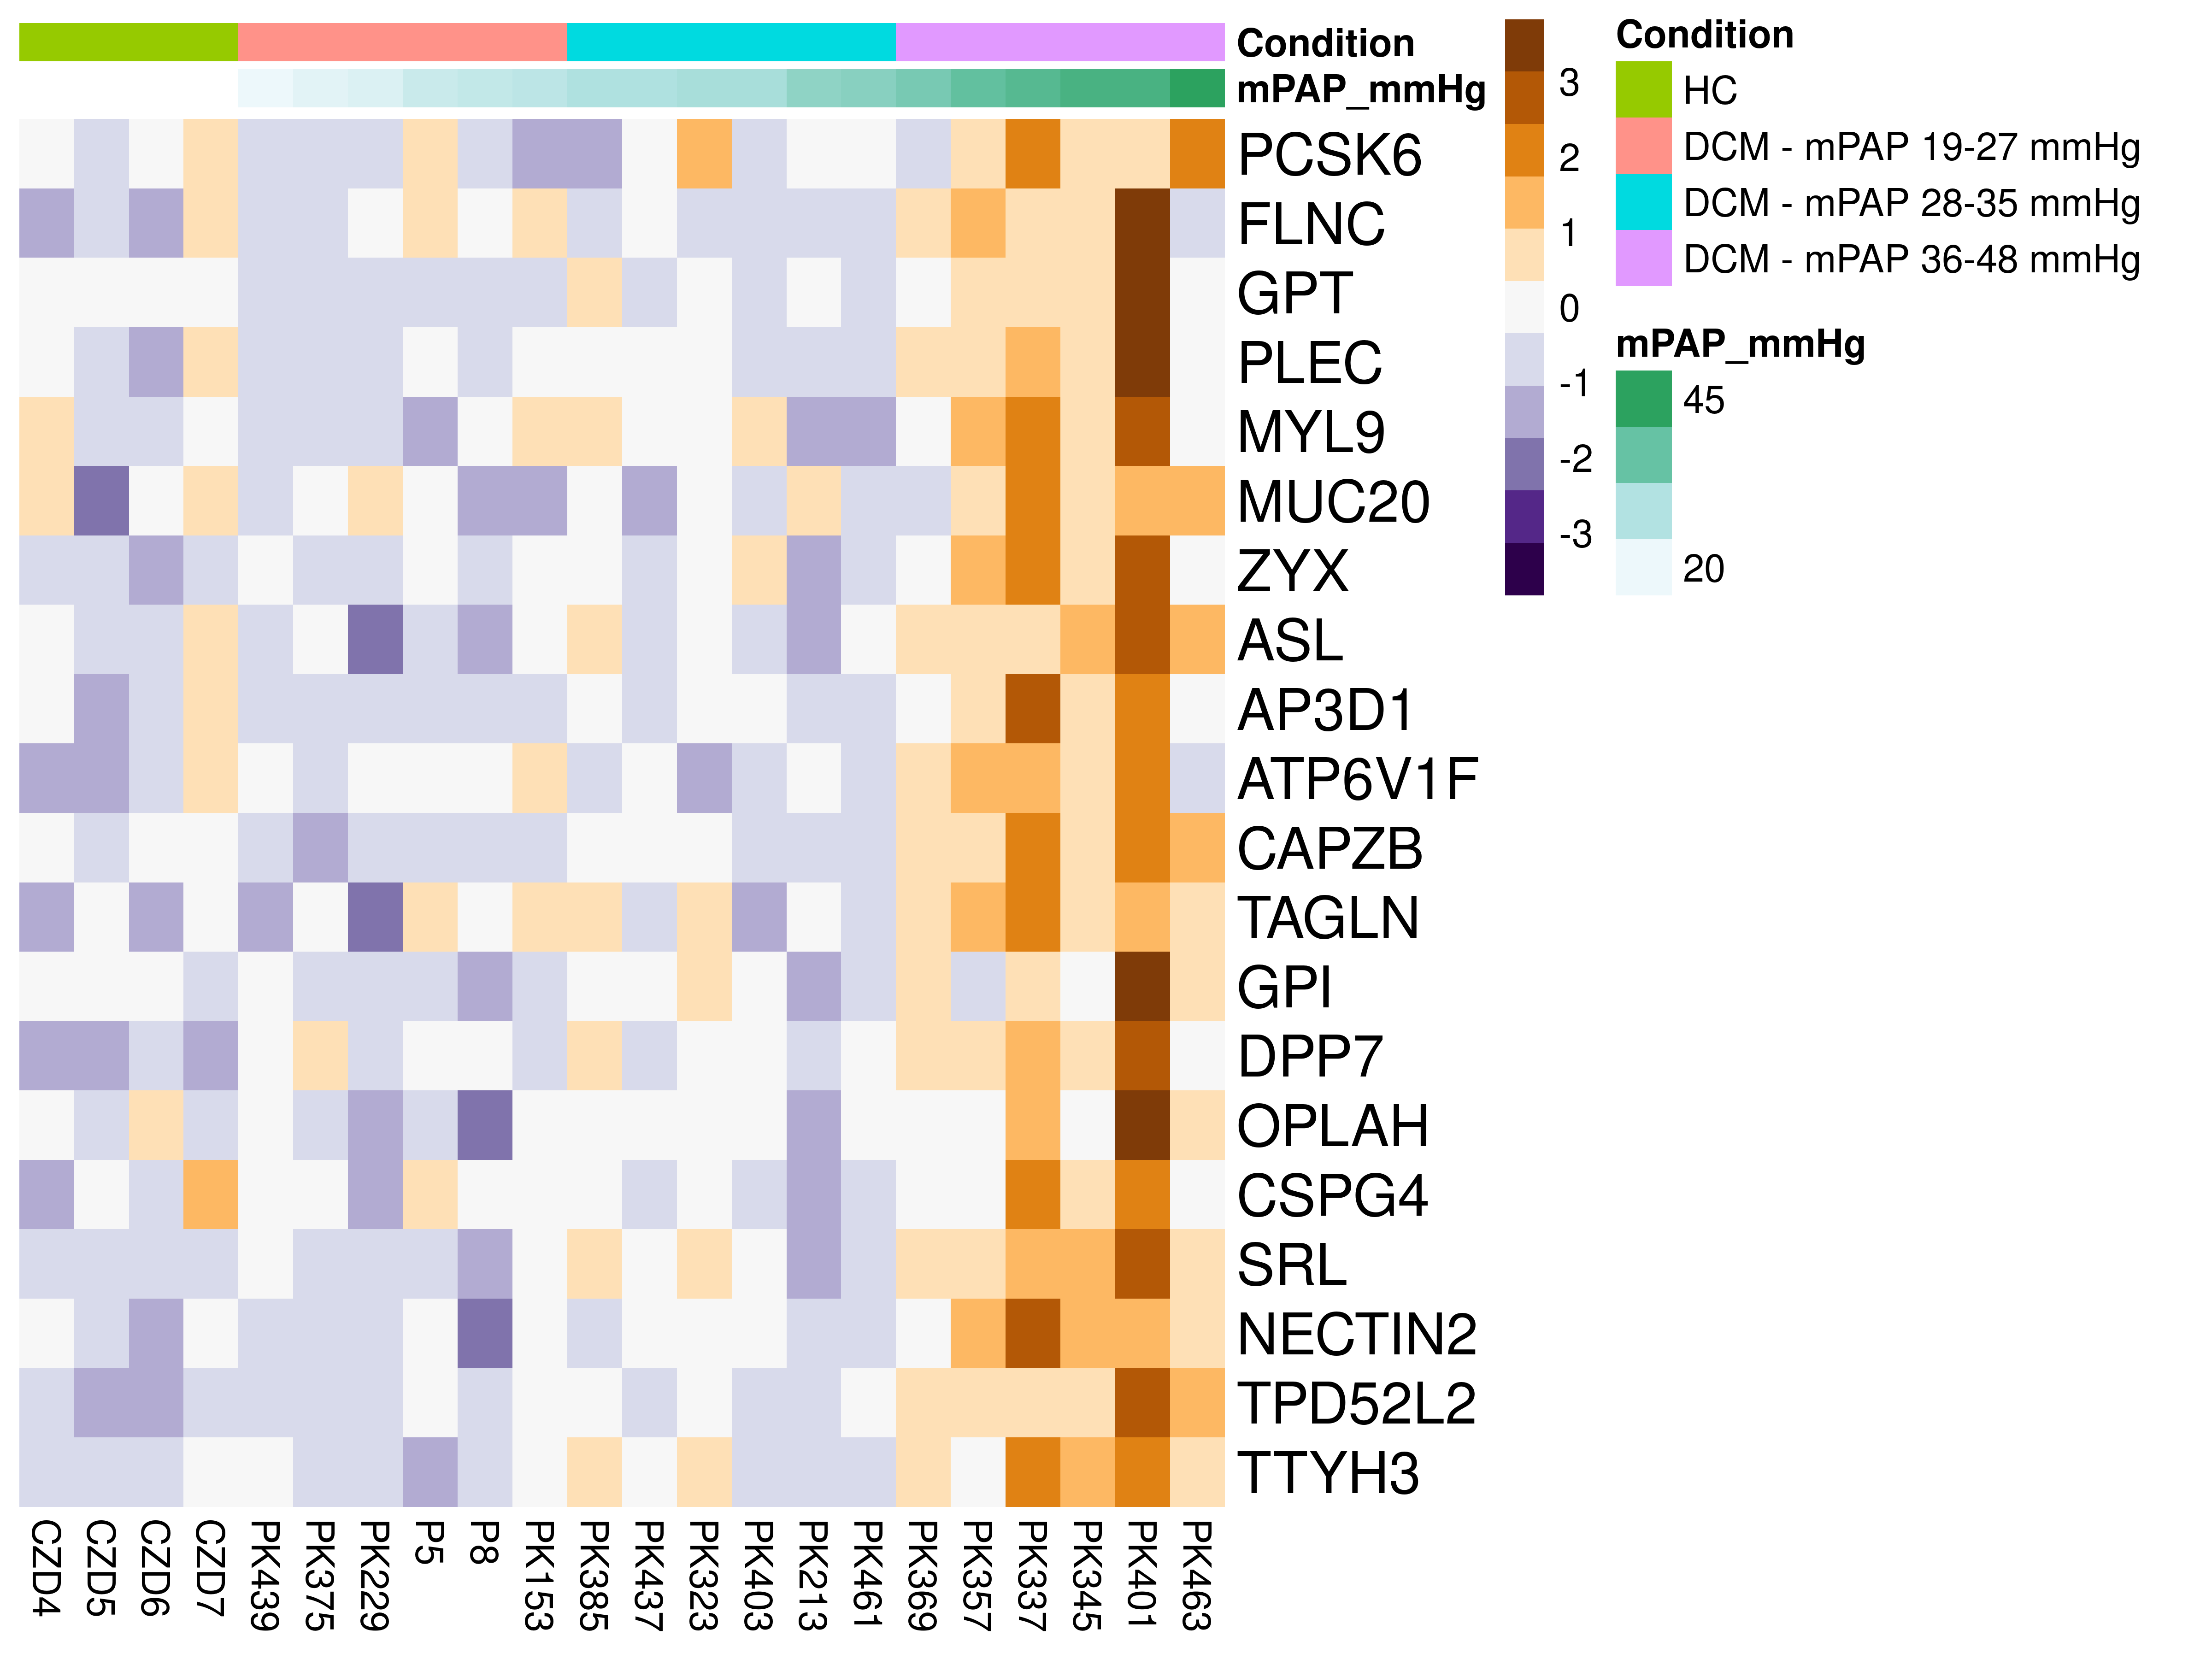 Condition
mPAP_mmHg
PCSK6
FLNC
GPT
PLEC
MYL9
MUC20
ZYX
ASL
AP3D1
ATP6V1F
CAPZB
TAGLN
GPI
DPP7
OPLAH
CSPG4
SRL
NECTIN2
TPD52L2
TTYH3
CZD4
CZD5
CZD6
CZD7
PK439
PK375
PK229
P5
P8
PK153
PK385
PK437
PK323
PK403
PK213
PK461
PK369
PK357
PK337
PK345
PK401
PK463
3
2
1
0
-1
-2
-3
Condition
HC
DCM - mPAP 19-27 mmHg
DCM - mPAP 28-35 mmHg
DCM - mPAP 36-48 mmHg
mPAP_mmHg
45
20